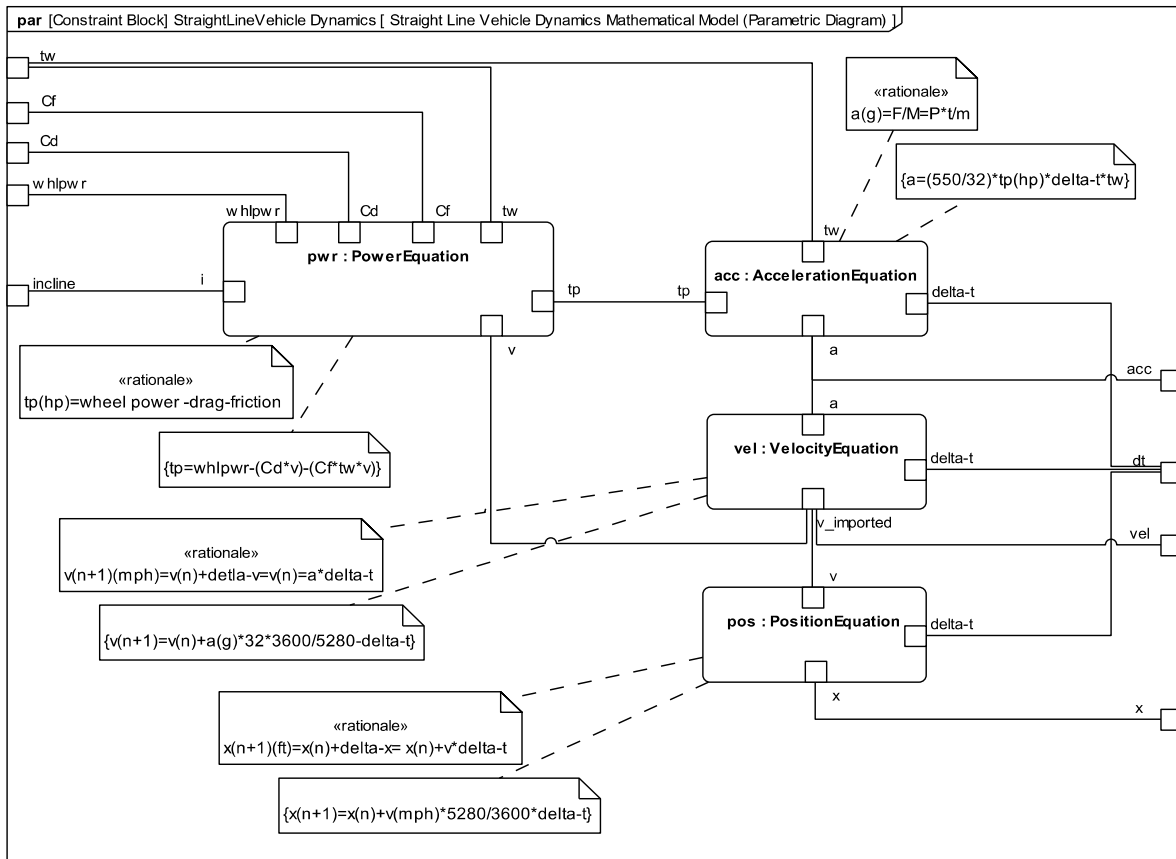 par [Constraint Block] StraightLineVehicle Dynamics [ Straight Line Vehicle Dynamics Mathematical Model (Parametric Diagram) ]
tw
Cf
Cd
whlpwr
incline
whlpwr
Cd
Cf
tw
i
pwr : PowerEquation
tp
v
«rationale»
a(g)=F/M=P*t/m
{a=(550/32)*tp(hp)*delta-t*tw}
tw
tp
acc : AccelerationEquation
delta-t
a
acc
«rationale»
tp(hp)=wheel power -drag-friction
{tp=whlpwr-(Cd*v)-(Cf*tw*v)}
a
vel : VelocityEquation
delta-t
dt
v_imported
vel
«rationale»
v(n+1)(mph)=v(n)+detla-v=v(n)=a*delta-t
{v(n+1)=v(n)+a(g)*32*3600/5280-delta-t}
v
pos : PositionEquation
delta-t
x
x
«rationale»
x(n+1)(ft)=x(n)+delta-x= x(n)+v*delta-t
{x(n+1)=x(n)+v(mph)*5280/3600*delta-t}